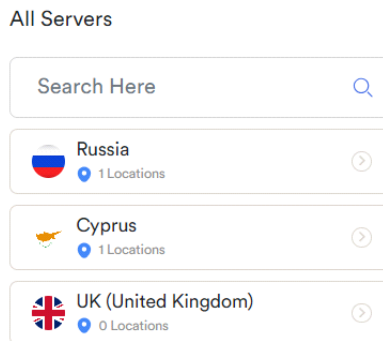 All Servers
Search Here
Russia
1 Locations
Cyprus
1 Locations
UK (United Kingdom)
0 Locations